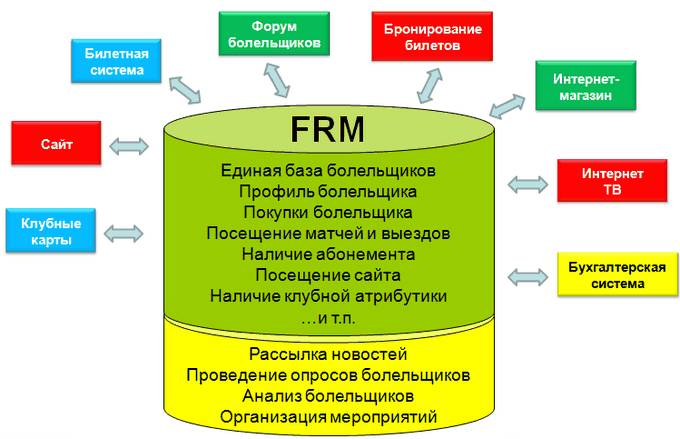 Форум
болельщиков
Бронирование
билетов
Билетная
система
Интернет-
магазин
FRM
Сайт
Единая база болельщиков
Профиль болельщика
Интернет
ТВ
Покупки болельщика
Клубные
карты
Посещение матчей и выездов
Наличие абонемента
Посещение сайта
Бухгалтерская
система
Наличие клубной атрибутики
...и т.п.
Рассылка новостей
Проведение опросов болельщиков
Анализ болельщиков
Организация мероприятий